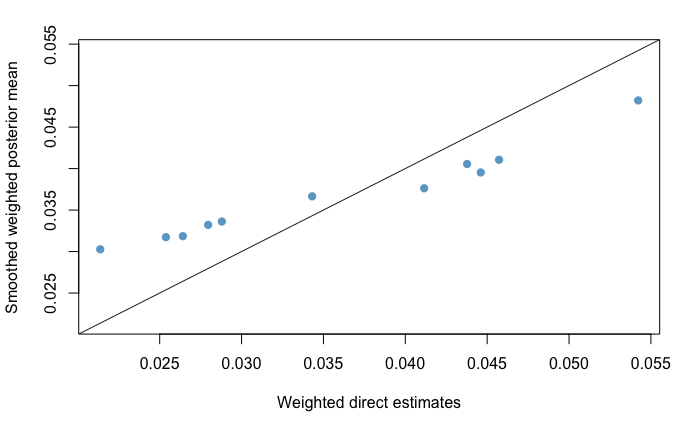 Smoothed weighted posterior mean
0.055
0.045
0.035
0.025
0.025 0.030 0.035 0.040 0.045 0.050 0.055
Weighted direct estimates